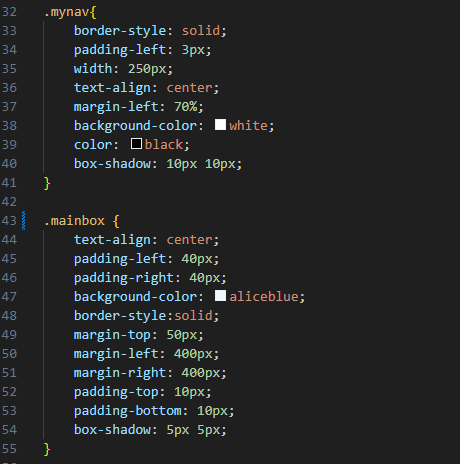 32 .mynav{
33     border-style: solid;
34     padding-left: 3px;
35     width: 250px;
36     text-align: center;
37     margin-left: 70%;
38     background-color: white;
39     color: black;
40     box-shadow: 10px 10px;
41 }
42
43 .mainbox {
44     text-align: center;
45     padding-left: 40px;
46     padding-right: 40px;
47     background-color: aliceblue;
48     border-style:solid;
49     margin-top: 50px;
50     margin-left: 400px;
51     margin-right: 400px;
52     padding-top: 10px;
53     padding-bottom: 10px;
54     box-shadow: 5px 5px;
55 }